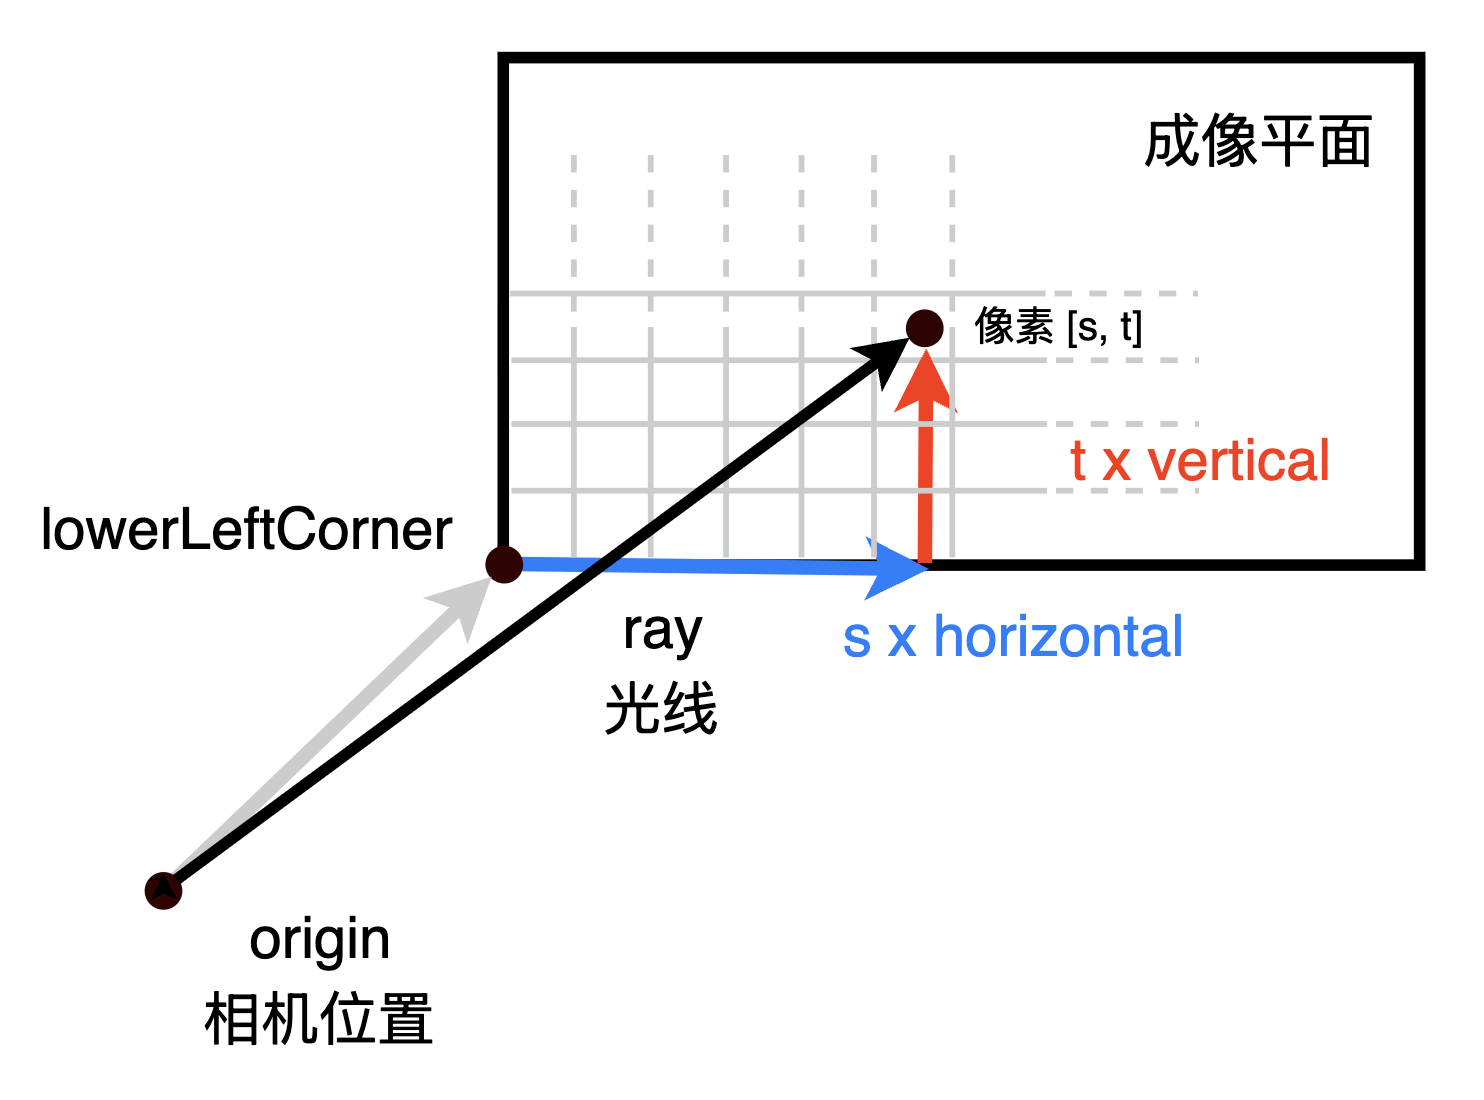 成像平面
像素 [s, t]
t x vertical
lowerLeftCorner
ray
光线
s x horizontal
origin
相机位置